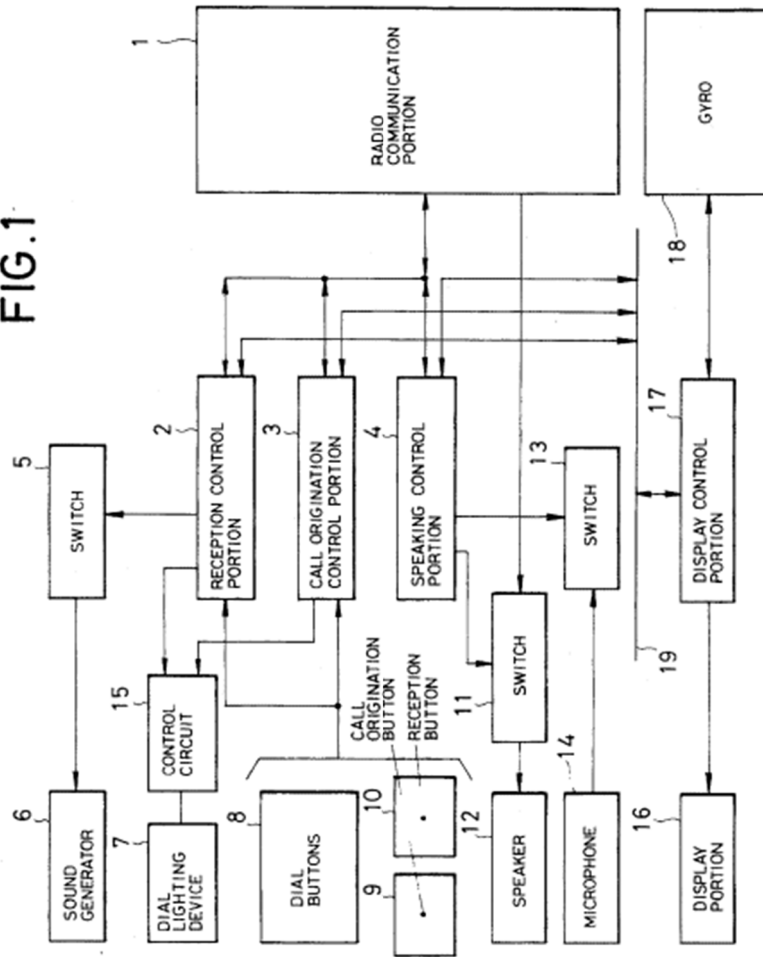 FIG.1
1
RADIO
COMMUNICATION
PORTION
GYRO
18
2
RECEPTION CONTROL
PORTION
3
CALL ORIGINATION
CONTROL PORTION
4
SPEAKING CONTROL
PORTION
5
SWITCH
13
SWITCH
17
DISPLAY CONTROL
PORTION
19
15
CONTROL
CIRCUIT
11
SWITCH
CALL
ORIGINATION
BUTTON
RECEPTION
BUTTON
6
SOUND
GENERATOR
7
DIAL
LIGHTING
DEVICE
8
DIAL
BUTTONS
9
10
12
SPEAKER
14
MICROPHONE
16
DISPLAY
PORTION